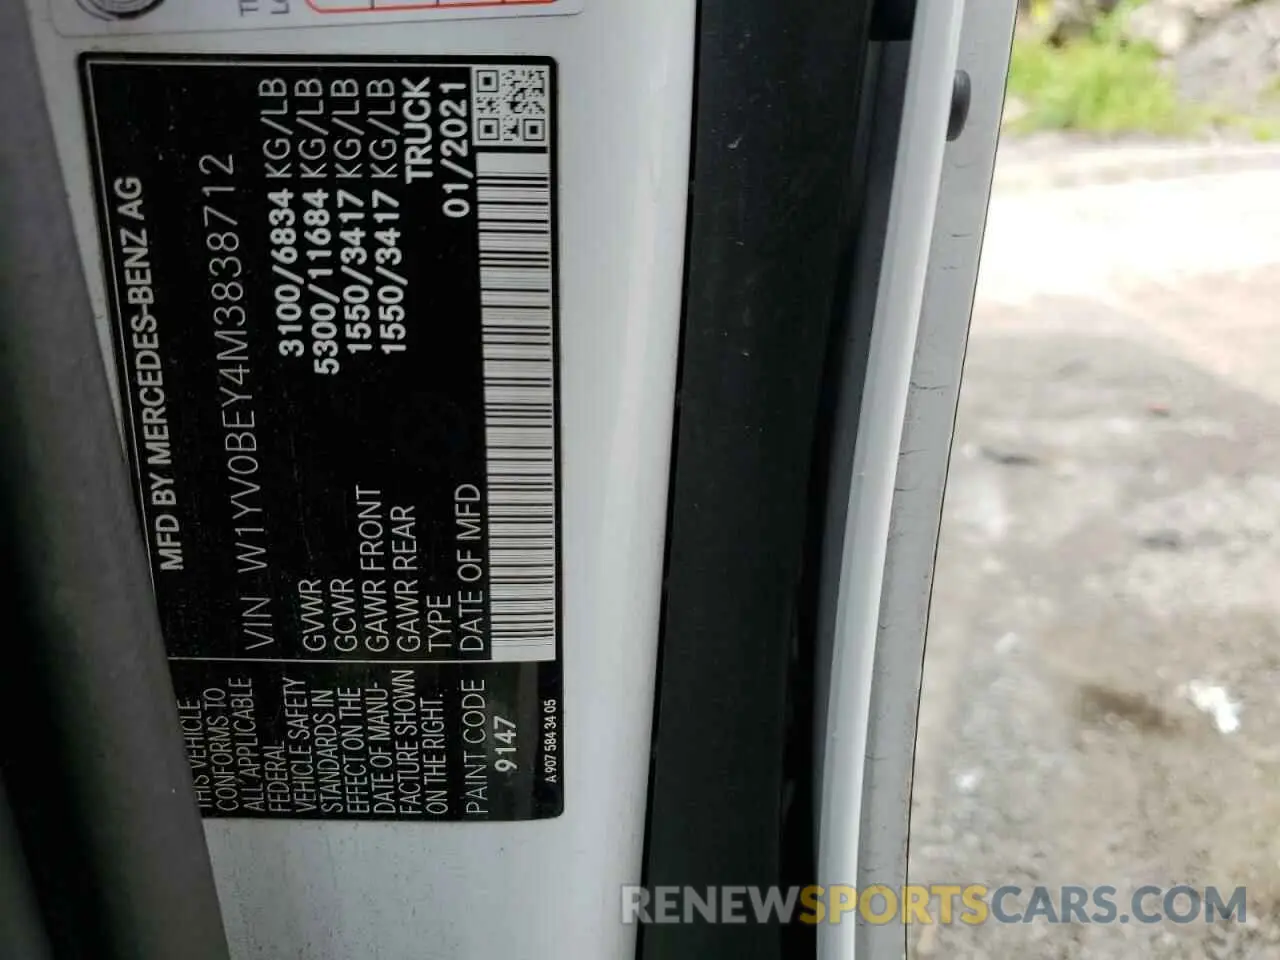 MFD BY MERCEDES-BENZ AG
VIN W1YV0BEY4M3838712
GVWR 3100/6834 KG/LB
GCWR 5300/11684 KG/LB
GAWR FRONT 1550/3417 KG/LB
GAWR REAR 1550/3417 KG/LB
TYPE TRUCK
DATE OF MFD 01/2021
THIS VEHICLE
CONFORMS TO
ALL APPLICABLE
FEDERAL
VEHICLE SAFETY
STANDARDS IN
EFFECT ON THE
DATE OF MANU-
FACTURE SHOWN
ON THE RIGHT.
PAINT CODE
9147
A 907 584 34 05
RENEWSPORTSCARS.COM